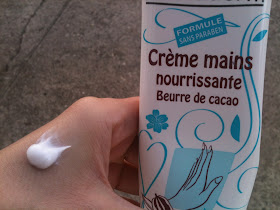 FORMULE
SANS PARABEN
Crème mains
nourrissante
Beurre de cacao